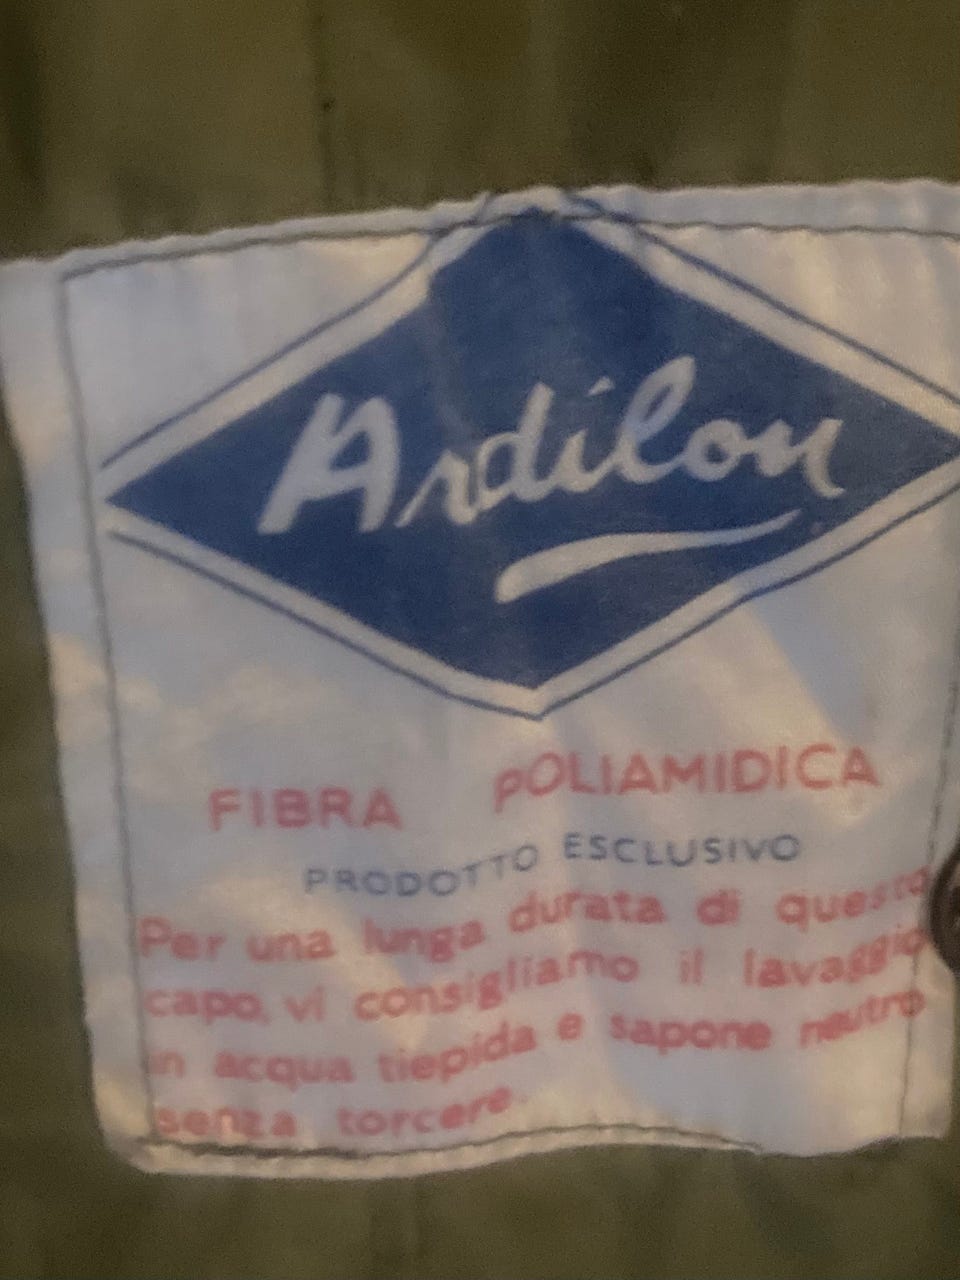 Ardilon
FIBRA POLIAMIDICA
PRODOTTO ESCLUSIVO
Per una lunga durata di questo
capo, vi consigliamo il lavaggio
in acqua tiepida e sapone neutro
senza torcere.